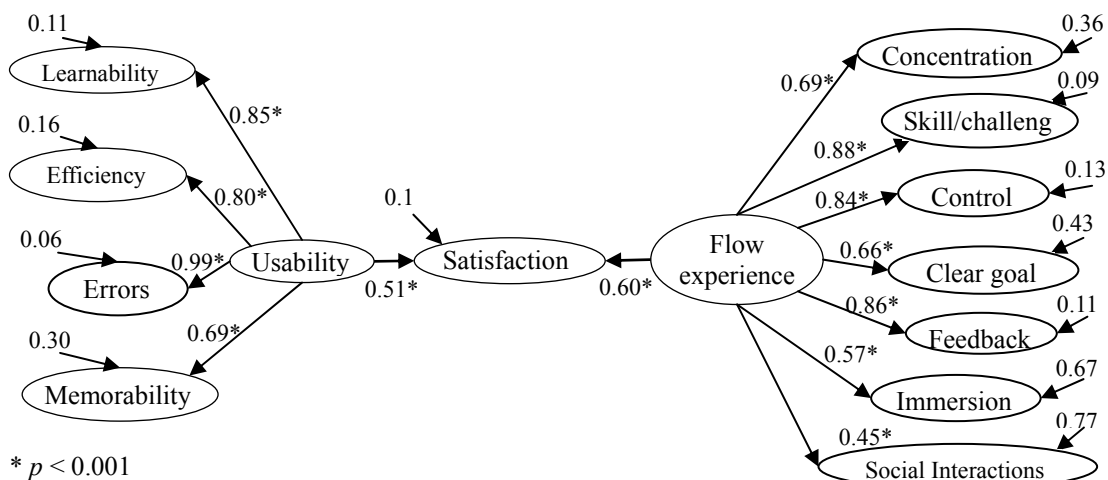 0.11
Learnability
0.85*
0.16
Efficiency
0.80*
0.06
Errors
0.99*
0.30
Memorability
0.69*
Usability
0.51*
0.1
Satisfaction
0.60*
Flow
experience
0.36
Concentration
0.69*
0.09
Skill/challeng
0.88*
0.13
Control
0.84*
0.43
Clear goal
0.66*
0.11
Feedback
0.86*
0.67
Immersion
0.57*
0.77
Social Interactions
0.45*
* p < 0.001